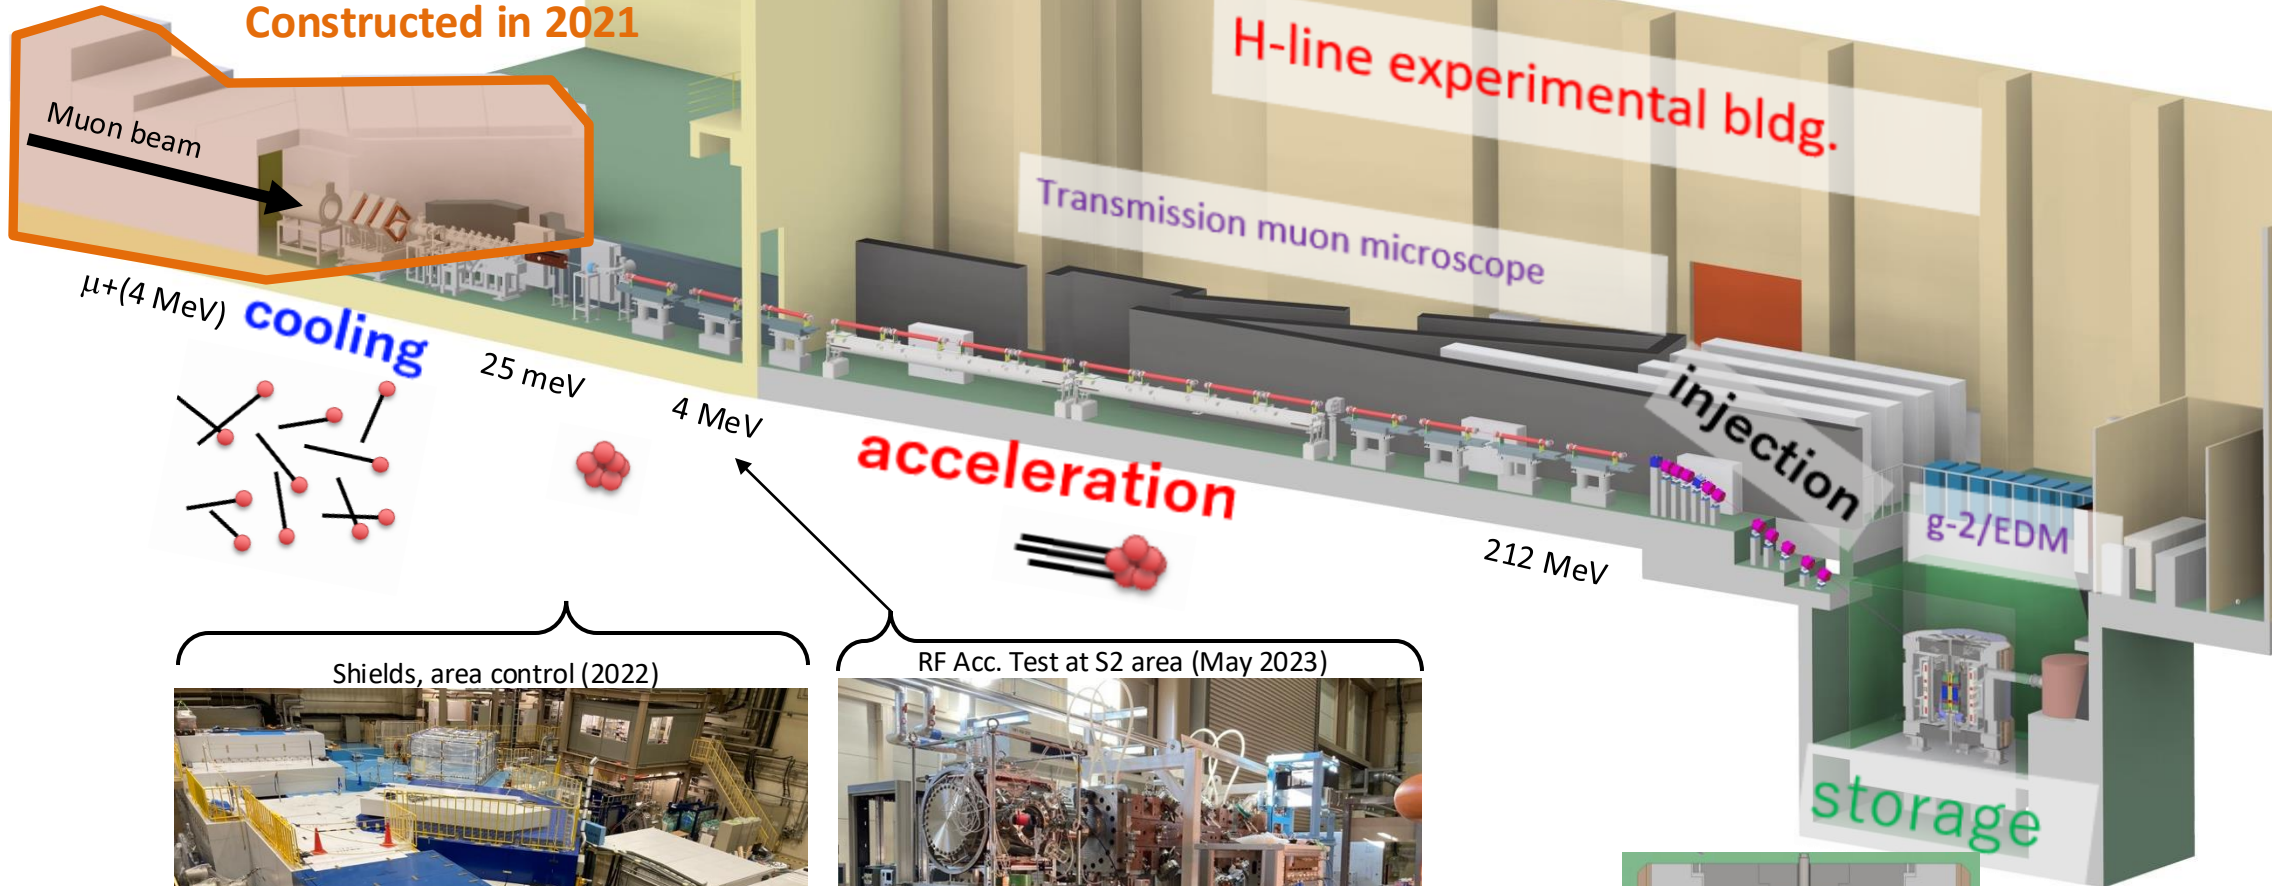 Constructed in 2021
H-line experimental bldg.
Muon beam
Transmission muon microscope
μ+(4 MeV)
cooling
25 meV
4 MeV
acceleration
injection
g-2/EDM
212 MeV
Shields, area control (2022)
RF Acc. Test at S2 area (May 2023)
storage